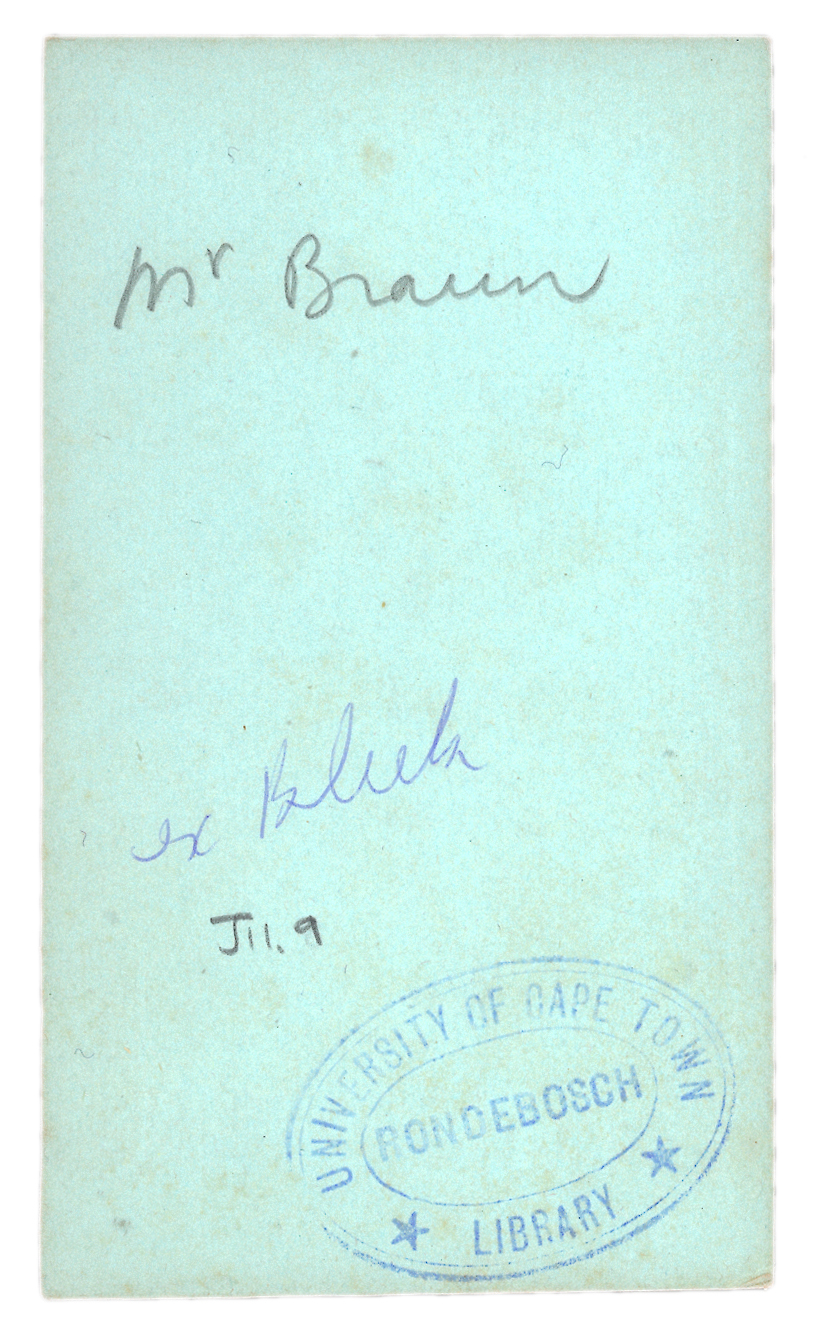 Mr Braun
ex Bleek
J11.9
UNIVERSITY OF CAPE TOWN
RONDEBOSCH
LIBRARY